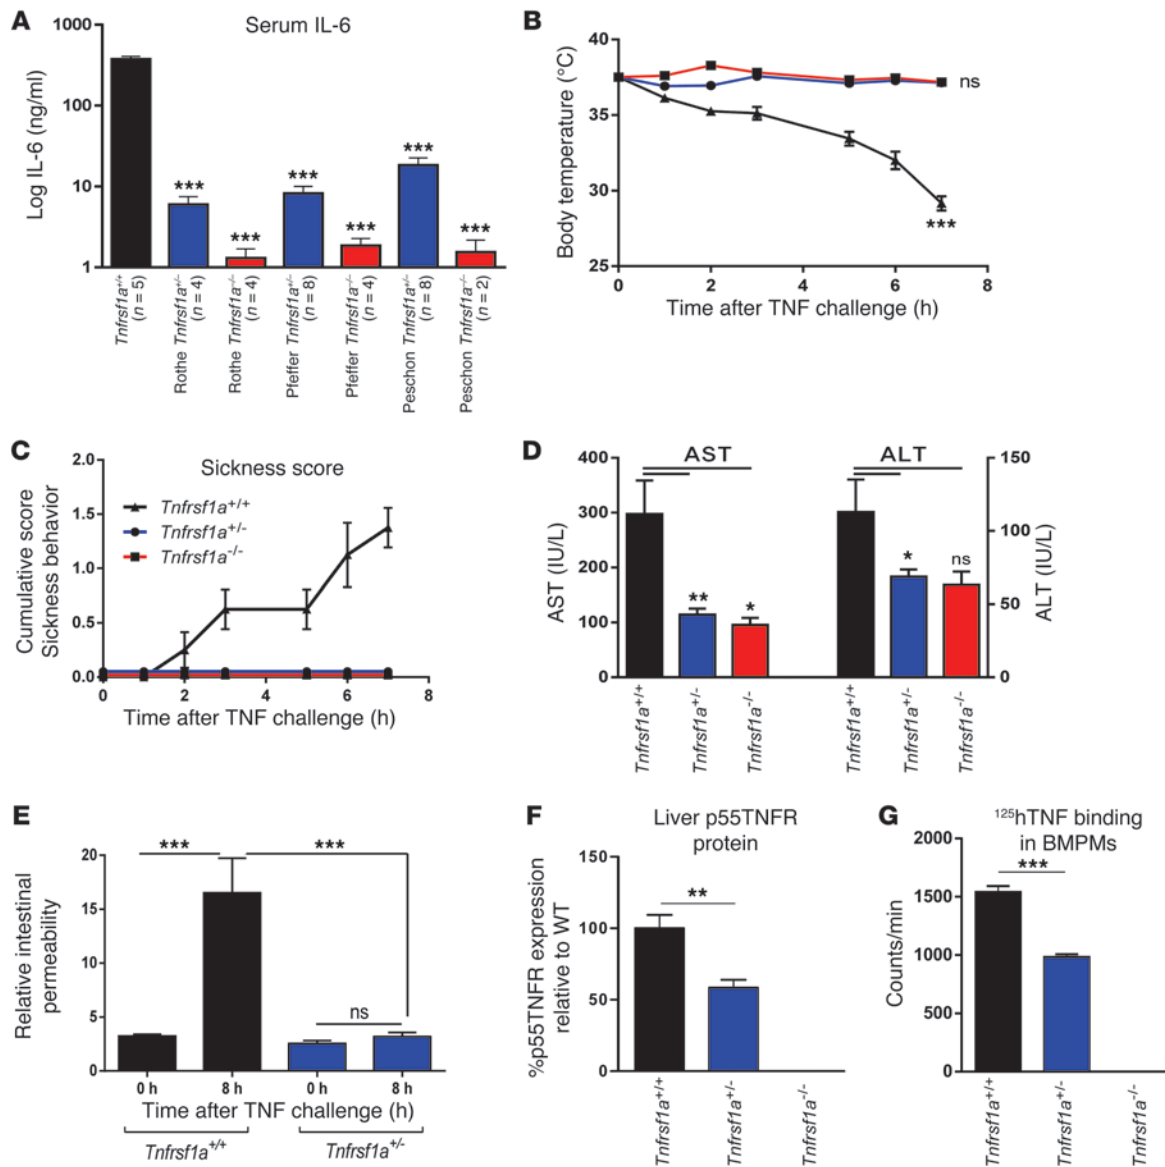 A
Serum IL-6
Log IL-6 (ng/ml)
1000
100
10
1
***
***
***
***
***
***
Tnfrsf1a+/+
(n = 5)
Rothe Tnfrsf1a+/-
(n = 4)
Rothe Tnfrsf1a-/-
(n = 4)
Pfeffer Tnfrsf1a+/-
(n = 8)
Pfeffer Tnfrsf1a-/-
(n = 4)
Peschon Tnfrsf1a+/-
(n = 8)
Peschon Tnfrsf1a-/-
(n = 2)
B
Body temperature (°C)
40
35
30
25
ns
***
0 2 4 6 8
Time after TNF challenge (h)
C
Sickness score
Cumulative score
Sickness behavior
2.0
1.5
1.0
0.5
0.0
Tnfrsf1a+/+
Tnfrsf1a+/-
Tnfrsf1a-/-
0 2 4 6 8
Time after TNF challenge (h)
D
AST (IU/L)
400
300
200
100
0
AST
ALT
**
*
*
ns
150
100
50
0
ALT (IU/L)
Tnfrsf1a+/+
Tnfrsf1a+/-
Tnfrsf1a-/-
Tnfrsf1a+/+
Tnfrsf1a+/-
Tnfrsf1a-/-
E
Relative intestinal
permeability
20
15
10
5
0
***
***
ns
0 h 8 h 0 h 8 h
Time after TNF challenge (h)
Tnfrsf1a+/+ Tnfrsf1a+/-
F
Liver p55TNFR
protein
%p55TNFR expression
relative to WT
150
100
50
0
**
Tnfrsf1a+/+
Tnfrsf1a+/-
Tnfrsf1a-/-
G
125hTNF binding
in BMPMs
Counts/min
2000
1500
1000
500
0
***
Tnfrsf1a+/+
Tnfrsf1a+/-
Tnfrsf1a-/-